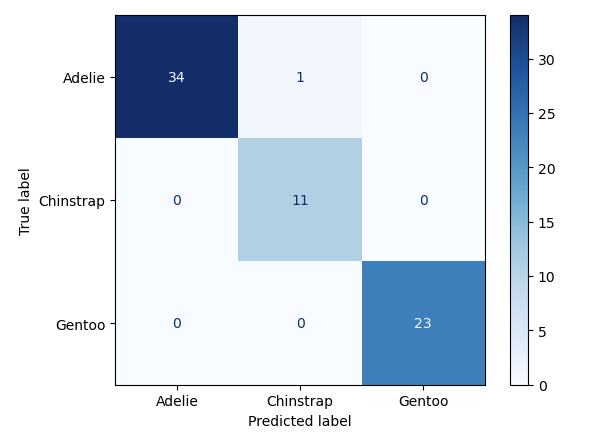 Adelie 34 1 0
Chinstrap 0 11 0
Gentoo 0 0 23
Adelie Chinstrap Gentoo
Predicted label
True label
30
25
20
15
10
5
0